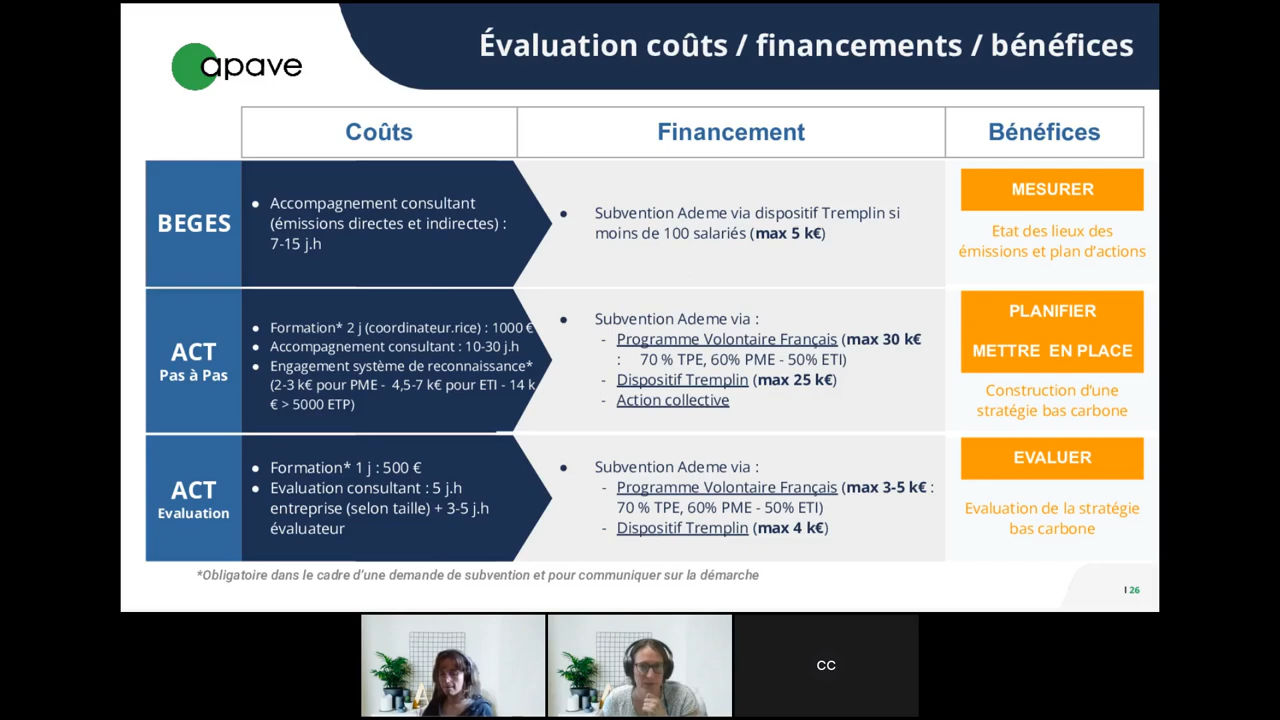 apave
Évaluation coûts / financements / bénéfices
Coûts
Financement
Bénéfices
BEGES
● Accompagnement consultant
(émissions directes et indirectes) :
7-15 j.h
● Subvention Ademe via dispositif Tremplin si
moins de 100 salariés (max 5 k€)
MESURER
Etat des lieux des
émissions et plan d'actions
ACT
Pas à Pas
● Formation* 2 j (coordinateur.rice) : 1000 €
● Accompagnement consultant : 10-30 j.h
● Engagement système de reconnaissance*
(2-3 k€ pour PME - 4,5-7 k€ pour ETI - 14 k
€ > 5000 ETP)
● Subvention Ademe via :
- Programme Volontaire Français (max 30 k€
: 70 % TPE, 60% PME - 50% ETI)
- Dispositif Tremplin (max 25 k€)
- Action collective
PLANIFIER
METTRE EN PLACE
Construction d'une
stratégie bas carbone
ACT
Evaluation
● Formation* 1 j : 500 €
● Evaluation consultant : 5 j.h
entreprise (selon taille) + 3-5 j.h
évaluateur
● Subvention Ademe via :
- Programme Volontaire Français (max 3-5 k€ :
70 % TPE, 60% PME - 50% ETI)
- Dispositif Tremplin (max 4 k€)
EVALUER
Evaluation de la stratégie
bas carbone
*Obligatoire dans le cadre d'une demande de subvention et pour communiquer sur la démarche
I 26
CC